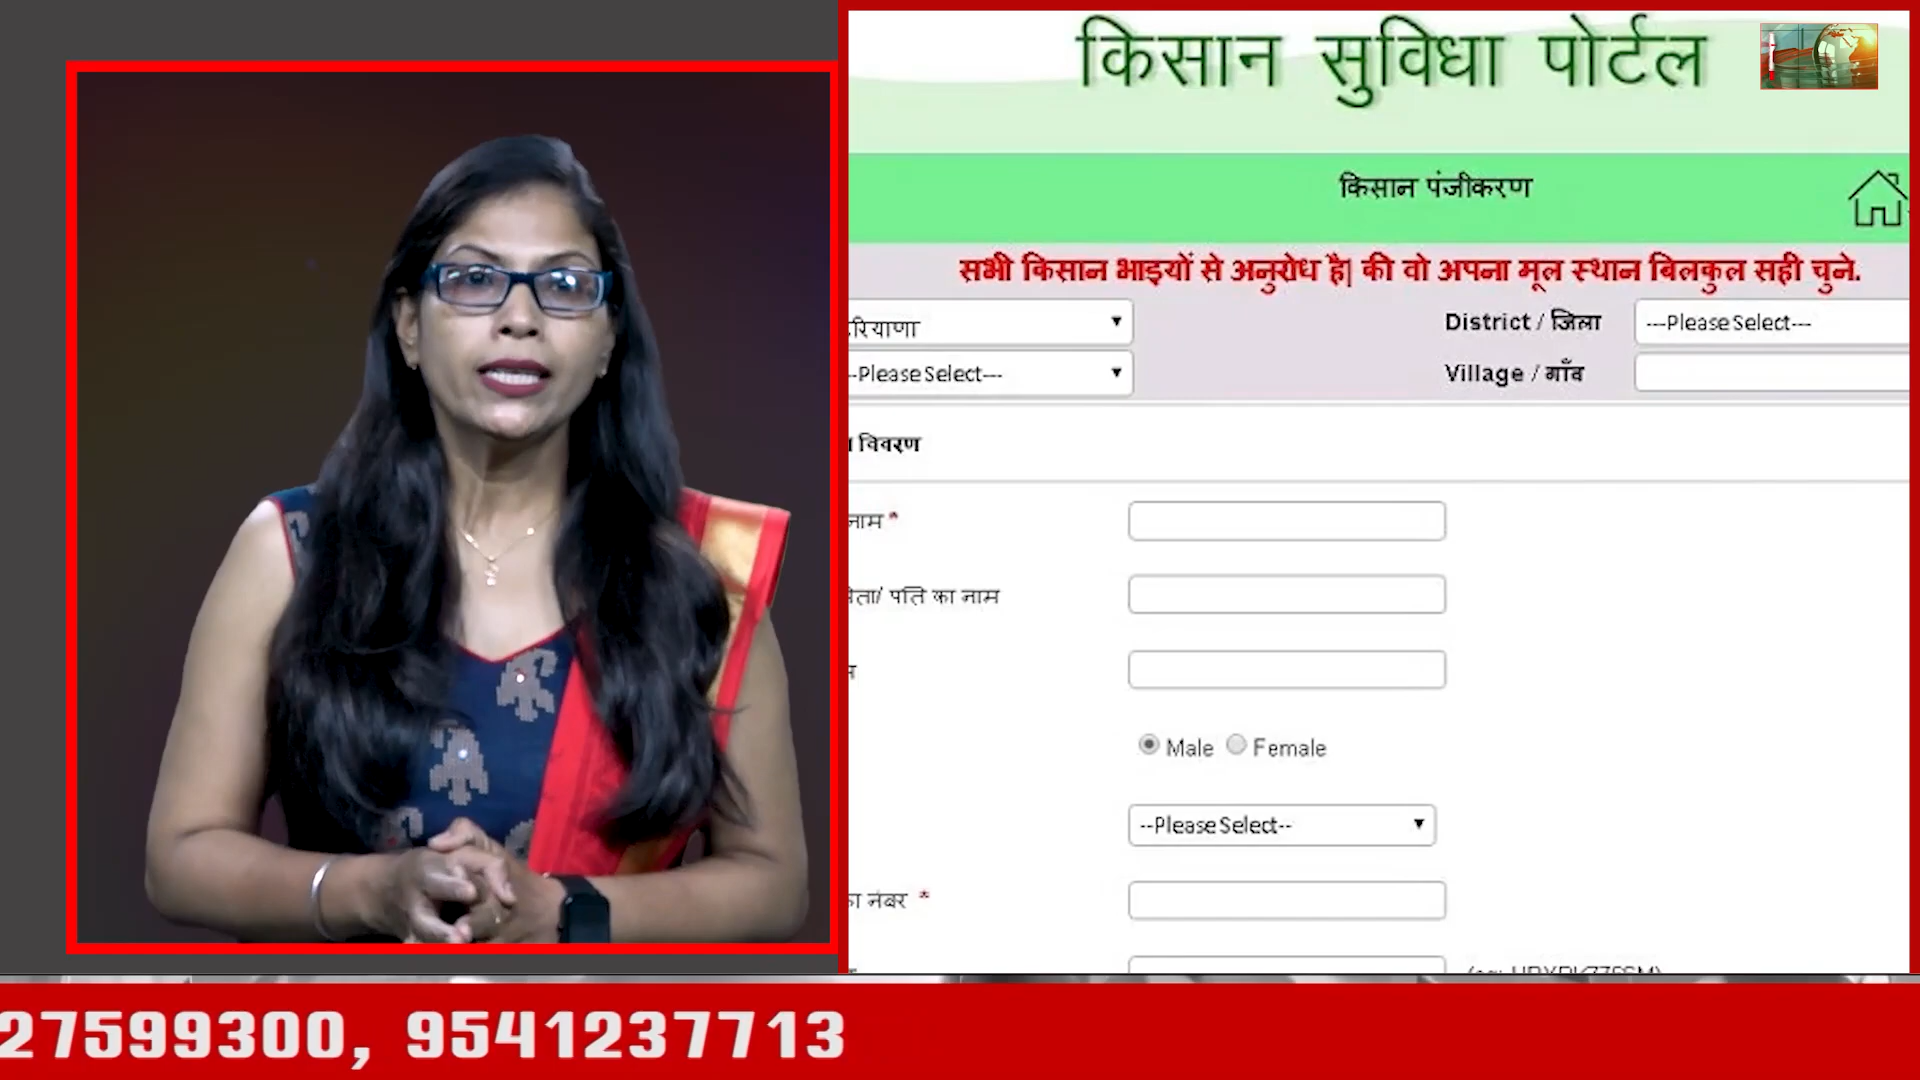 किसान सुविधा पोर्टल
किसान पंजीकरण
सभी किसान भाइयों से अनुरोध है| की वो अपना मूल स्थान बिलकुल सही चुने.
रियाणा
District / जिला
---Please Select---
--Please Select---
Village / गाँव
विवरण
नाम *
पिता/ पति का नाम
Male
Female
--Please Select--
नंबर *
27599300, 9541237713